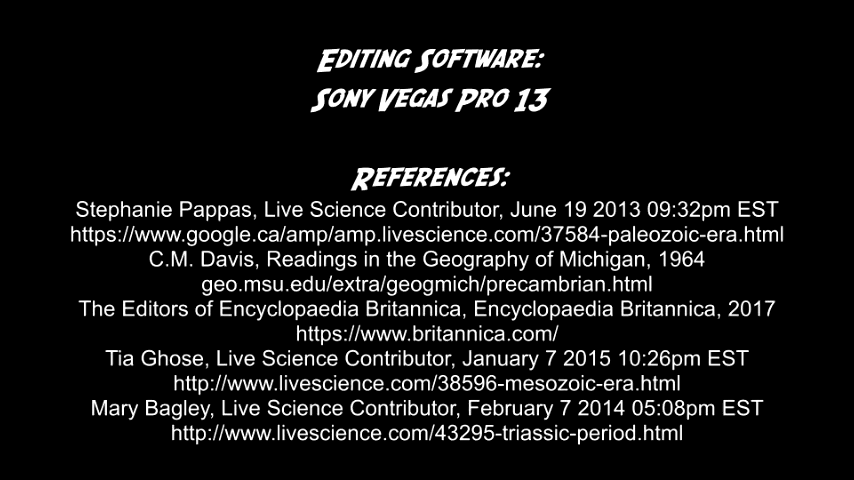 Editing Software:
Sony Vegas Pro 13
References:
Stephanie Pappas, Live Science Contributor, June 19 2013 09:32pm EST
https://www.google.ca/amp/amp.livescience.com/37584-paleozoic-era.html
C.M. Davis, Readings in the Geography of Michigan, 1964
geo.msu.edu/extra/geogmich/precambrian.html
The Editors of Encyclopaedia Britannica, Encyclopaedia Britannica, 2017
https://www.britannica.com/
Tia Ghose, Live Science Contributor, January 7 2015 10:26pm EST
http://www.livescience.com/38596-mesozoic-era.html
Mary Bagley, Live Science Contributor, February 7 2014 05:08pm EST
http://www.livescience.com/43295-triassic-period.html